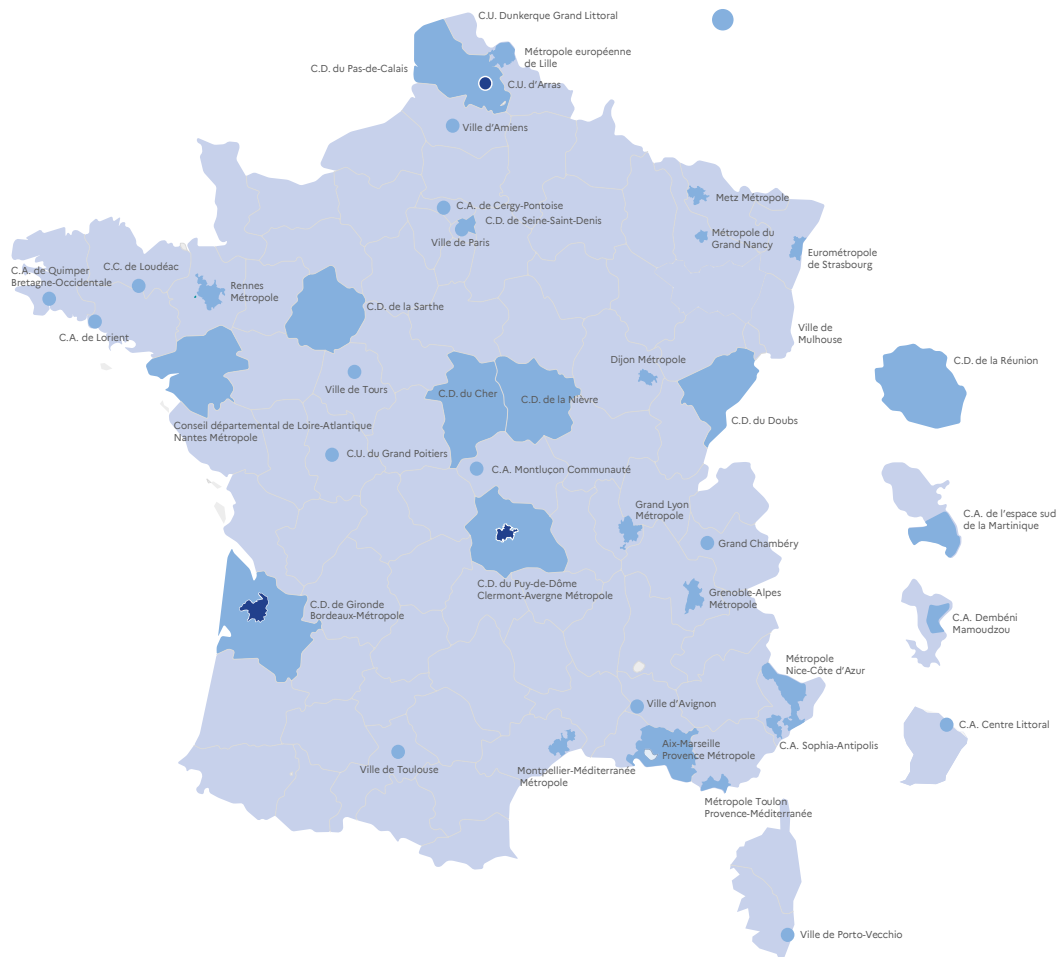 C.U. Dunkerque Grand Littoral
Métropole européenne
de Lille
C.D. du Pas-de-Calais
C.U. d'Arras
Ville d'Amiens
Metz Métropole
C.A. de Cergy-Pontoise
C.D. de Seine-Saint-Denis
Ville de Paris
Métropole du
Grand Nancy
Eurométropole
de Strasbourg
C.A. de Quimper
Bretagne-Occidentale
C.C. de Loudéac
Rennes
Métropole
C.D. de la Sarthe
C.A. de Lorient
Ville de
Mulhouse
Dijon Métropole
C.D. de la Réunion
Ville de Tours
C.D. du Cher
C.D. de la Nièvre
C.D. du Doubs
Conseil départemental de Loire-Atlantique
Nantes Métropole
C.U. du Grand Poitiers
C.A. Montluçon Communauté
Grand Lyon
Métropole
C.A. de l'espace sud
de la Martinique
Grand Chambéry
C.D. du Puy-de-Dôme
Clermont-Avergne Métropole
Grenoble-Alpes
Métropole
C.D. de Gironde
Bordeaux-Métropole
C.A. Dembéni
Mamoudzou
Métropole
Nice-Côte d'Azur
Ville d'Avignon
C.A. Centre Littoral
Aix-Marseille
Provence Métropole
C.A. Sophia-Antipolis
Ville de Toulouse
Montpellier-Méditerranée
Métropole
Métropole Toulon
Provence-Méditerranée
Ville de Porto-Vecchio